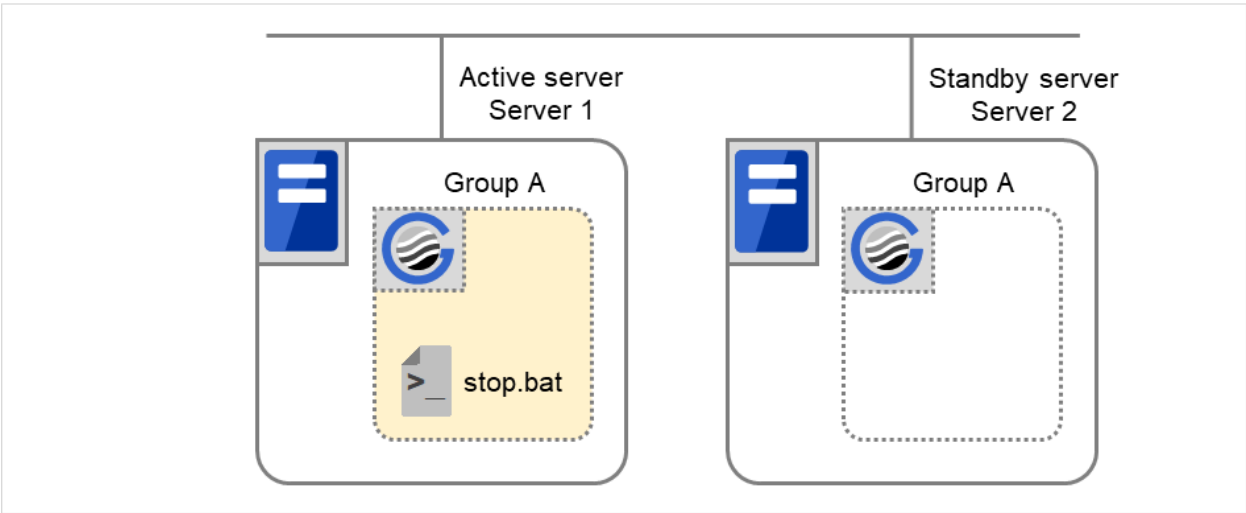 Active server
Server 1
Standby server
Server 2
Group A
Group A
>_
stop.bat